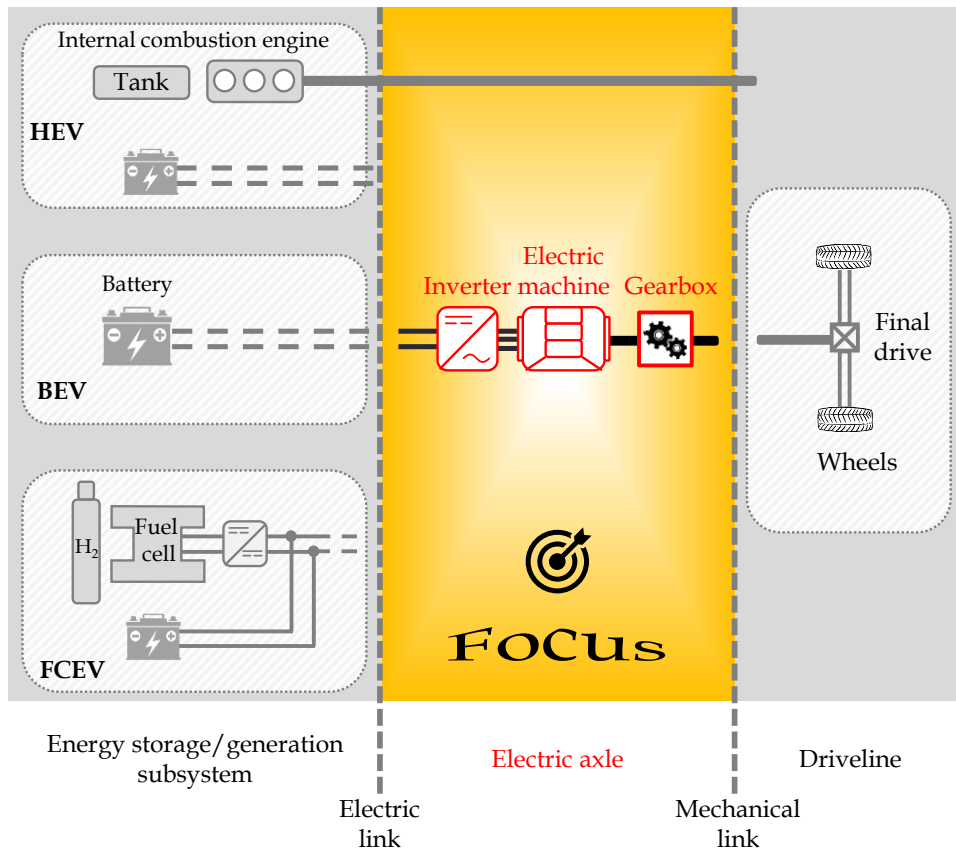 Internal combustion engine
Tank
HEV
Battery
BEV
H2
Fuel
cell
FCEV
Electric
Inverter machine Gearbox
Final
drive
Wheels
FoCus
Energy storage/generation
subsystem
Electric axle
Driveline
Electric
link
Mechanical
link